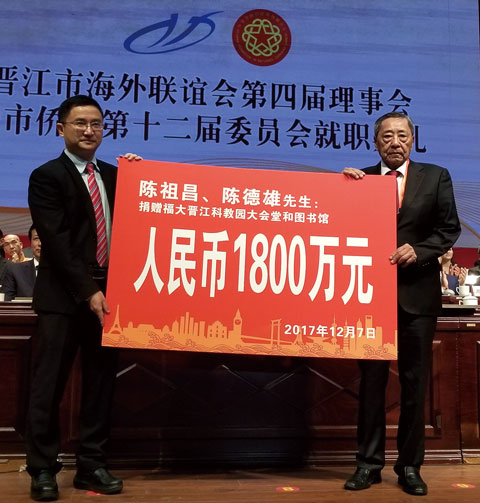 晋江市海外联谊会第四届理事会
市侨 第十二届委员会就职 礼
陈祖昌、陈德雄先生:
捐赠福大晋江科教园大会堂和图书馆
人民币1800万元
2017年12月7日